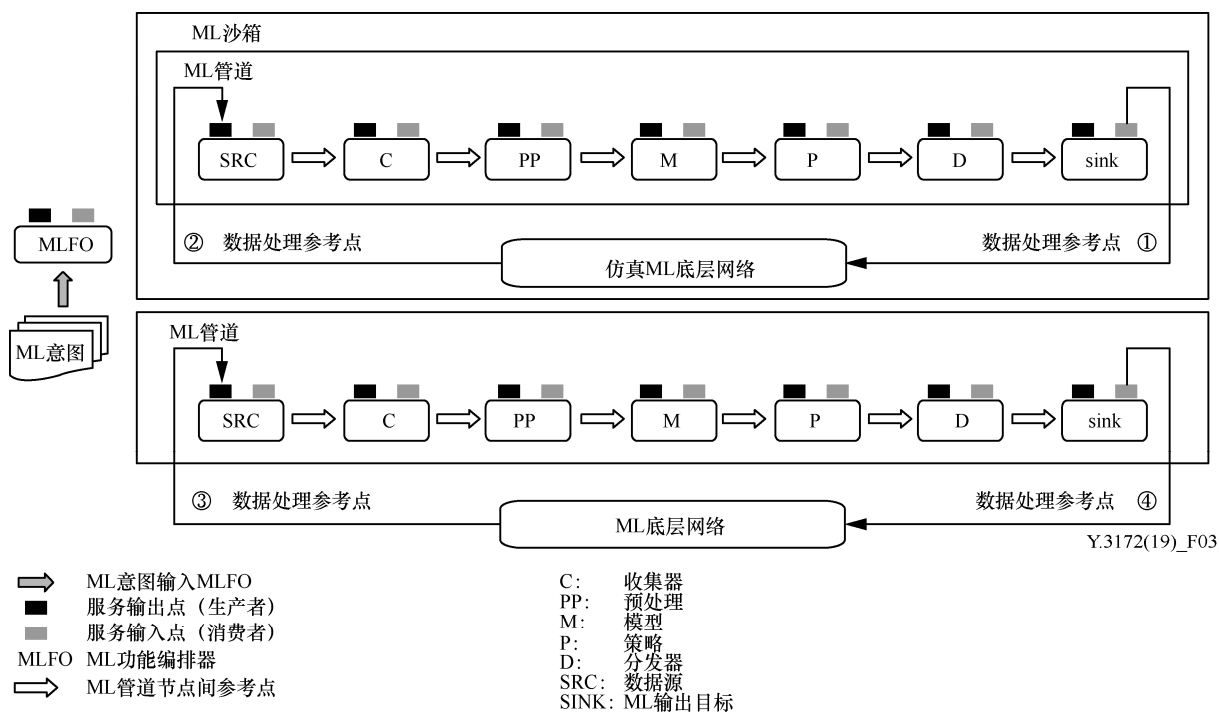 ML沙箱
ML管道
SRC
C
PP
M
P
D
sink
② 数据处理参考点
数据处理参考点 ①
仿真ML底层网络
MLFO
ML意图
ML管道
SRC
C
PP
M
P
D
sink
③ 数据处理参考点
数据处理参考点 ④
ML底层网络
Y.3172(19)_F03
ML意图输入MLFO
服务输出点（生产者）
服务输入点（消费者）
MLFO ML功能编排器
ML管道节点间参考点
C: 收集器
PP: 预处理
M: 模型
P: 策略
D: 分发器
SRC: 数据源
SINK: ML输出目标